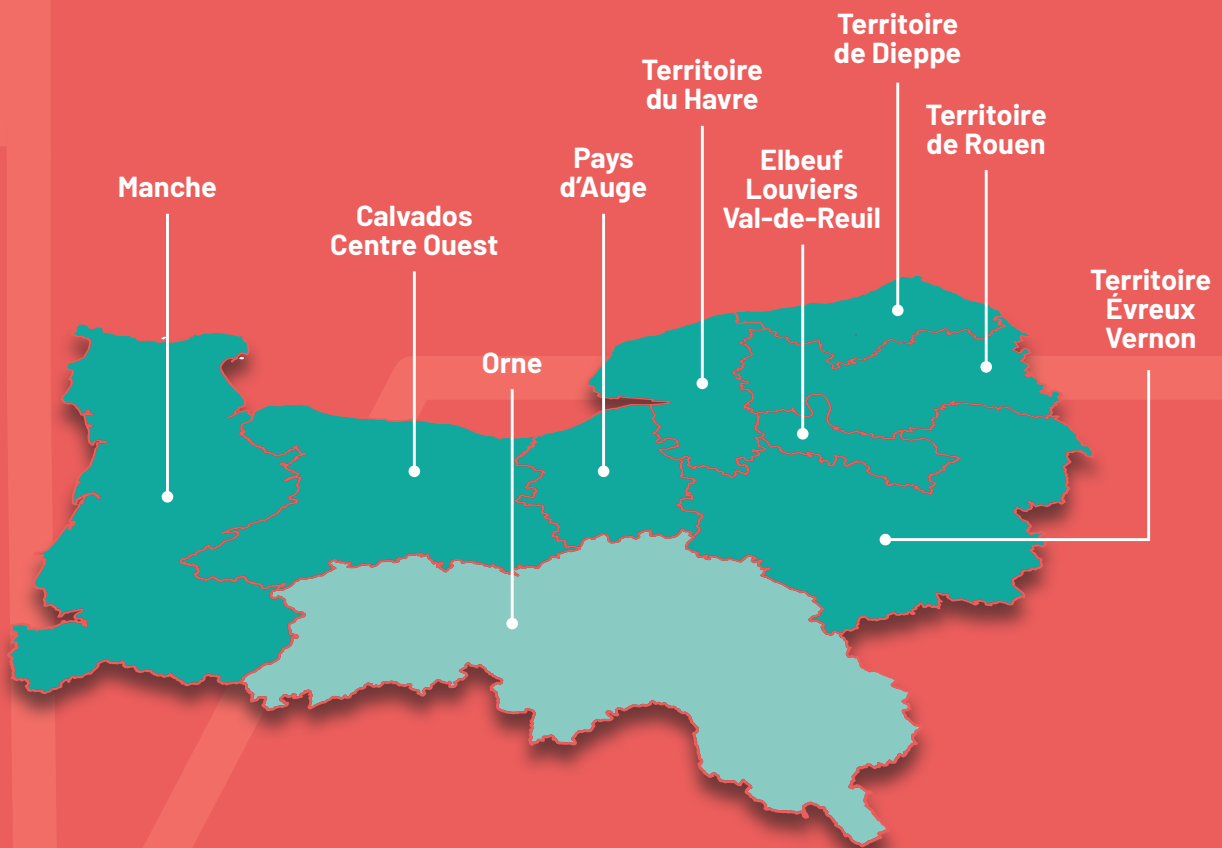 Territoire
de Dieppe
Territoire
du Havre
Territoire
de Rouen
Pays
d'Auge
Elbeuf
Louviers
Val-de-Reuil
Manche
Calvados
Centre Ouest
Territoire
Évreux
Vernon
Orne